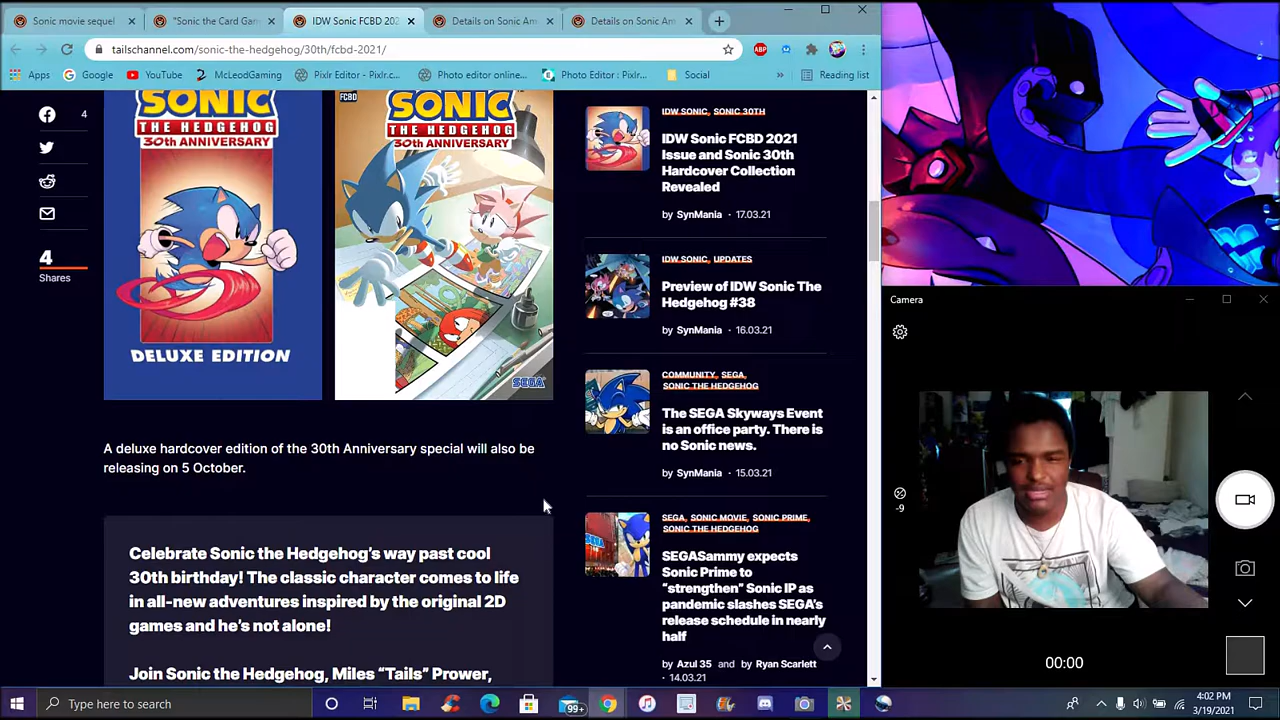 Sonic movie sequel
"Sonic the Card Gam
IDW Sonic FCBD 202
Details on Sonic Am
Details on Sonic Am
tailschannel.com/sonic-the-hedgehog/30th/fcbd-2021/
ABP
Apps
Google
YouTube
McLeodGaming
Pixlr Editor - Pixlr.c...
Photo editor online...
Photo Editor : Pixlr...
Social
»
Reading list
4
4
Shares
SONIC
THE HEDGEHOG
30th ANNIVERSARY
DELUXE EDITION
FCBD
SONIC
THE HEDGEHOG
30th ANNIVERSARY
SEGA
A deluxe hardcover edition of the 30th Anniversary special will also be
releasing on 5 October.
Celebrate Sonic the Hedgehog's way past cool
30th birthday! The classic character comes to life
in all-new adventures inspired by the original 2D
games and he's not alone!
Join Sonic the Hedgehog, Miles “Tails” Prower,
IDW SONIC, SONIC 30TH
IDW Sonic FCBD 2021
Issue and Sonic 30th
Hardcover Collection
Revealed
by SynMania · 17.03.21
IDW SONIC, UPDATES
Preview of IDW Sonic The
Hedgehog #38
by SynMania · 16.03.21
COMMUNITY, SEGA,
SONIC THE HEDGEHOG
The SEGA Skyways Event
is an office party. There is
no Sonic news.
by SynMania · 15.03.21
SEGA, SONIC MOVIE, SONIC PRIME,
SONIC THE HEDGEHOG
SEGASammy expects
Sonic Prime to
“strengthen” Sonic IP as
pandemic slashes SEGA's
release schedule in nearly
half
by Azul 35 and by Ryan Scarlett ·
14.03.21
Camera
-9
00:00
Type here to search
99+
4:02 PM
3/19/2021